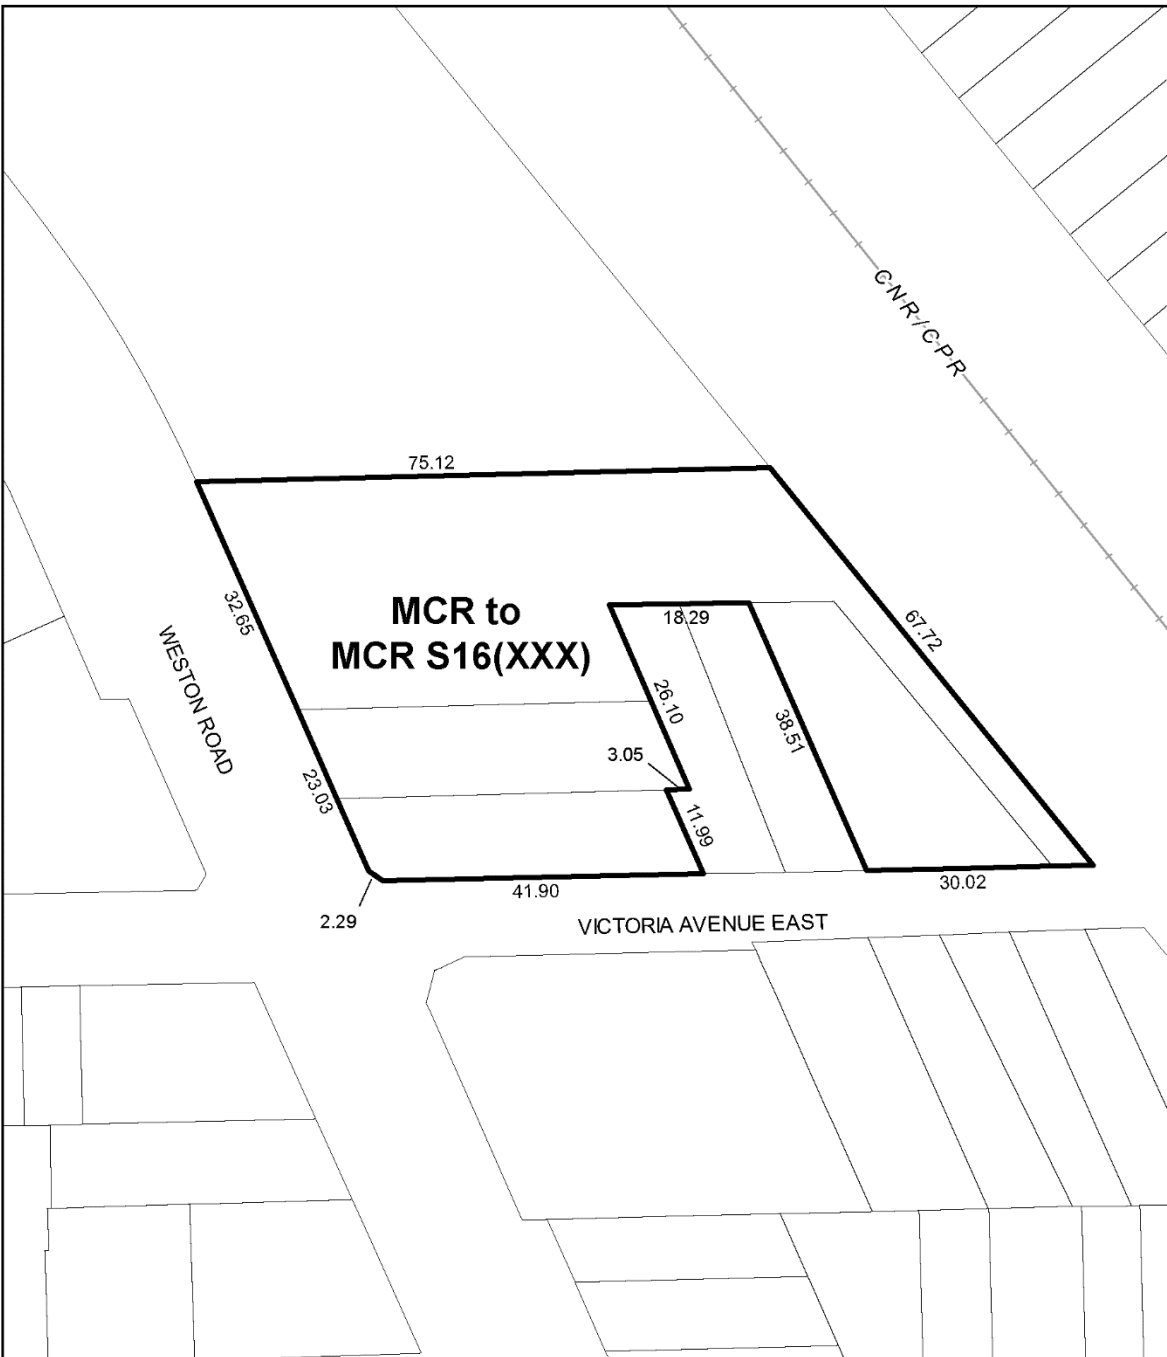 C-N-R-/-C-P-R
75.12
32.65
MCR to
MCR S16(XXX)
18.29
67.72
WESTON ROAD
26.10
38.51
3.05
23.03
11.99
41.90
30.02
2.29
VICTORIA AVENUE EAST